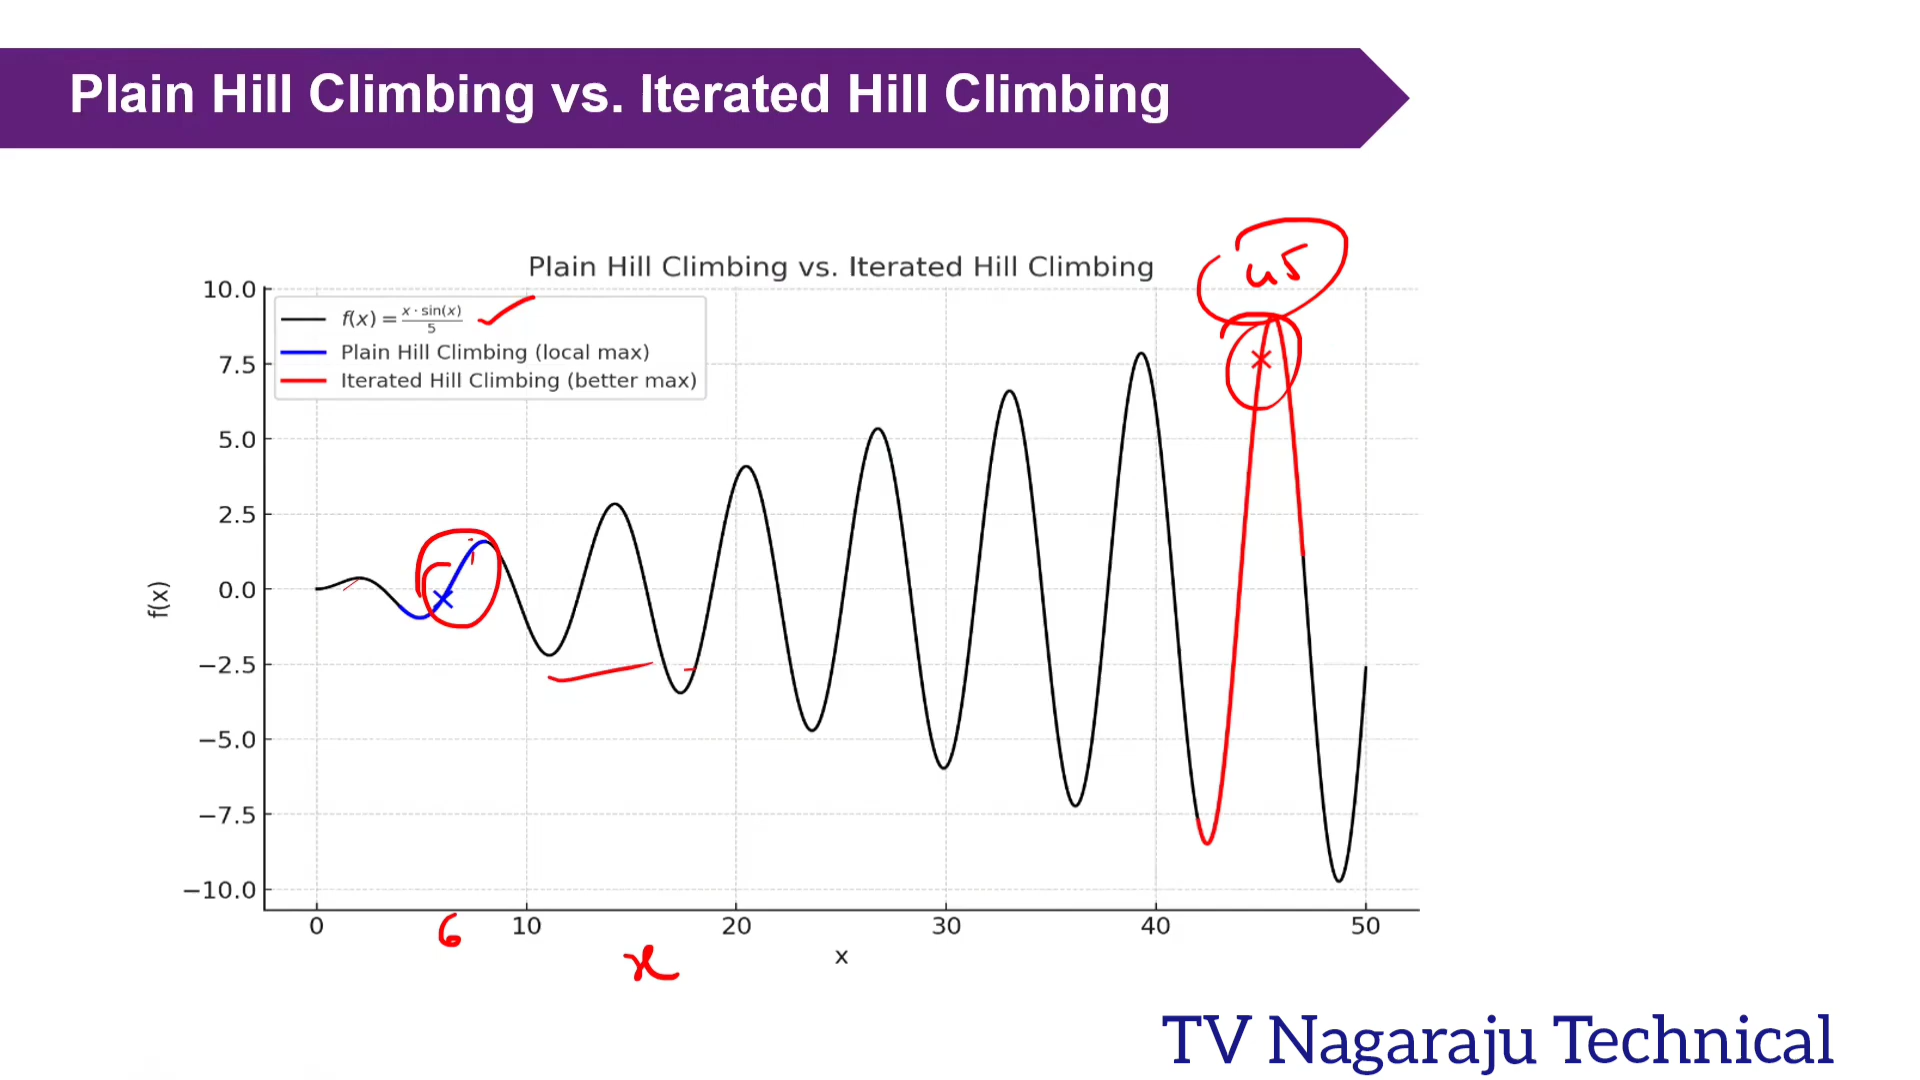 Plain Hill Climbing vs. Iterated Hill Climbing
Plain Hill Climbing vs. Iterated Hill Climbing
45
f(x) = x · sin(x) / 5
Plain Hill Climbing (local max)
Iterated Hill Climbing (better max)
10.0
7.5
5.0
2.5
0.0
−2.5
−5.0
−7.5
−10.0
f(x)
0 10 20 30 40 50
6
x
x
TV Nagaraju Technical